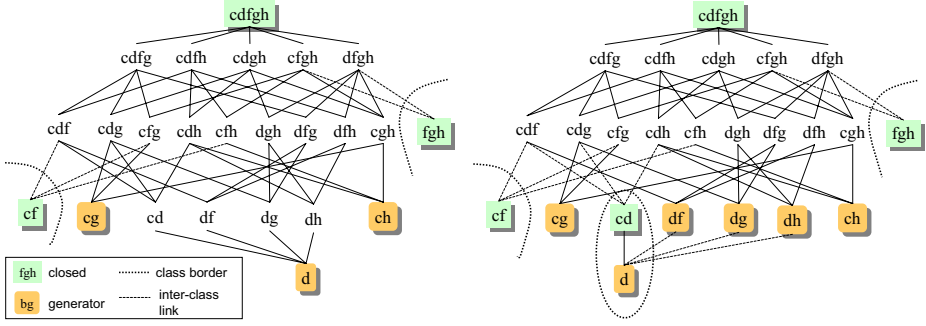 cdfgh cdfgh
cdfg cdfh cdgh cfgh dfgh cdfg cdfh cdgh cfgh dfgh
cdf cdg cfg cdh cfh dgh dfg dfh cgh fgh cdf cdg cfg cdh cfh dgh dfg dfh cgh fgh
cf cg cd df dg dh ch cf cg cd df dg dh ch
d d
fgh closed class border
bg generator inter-class
link